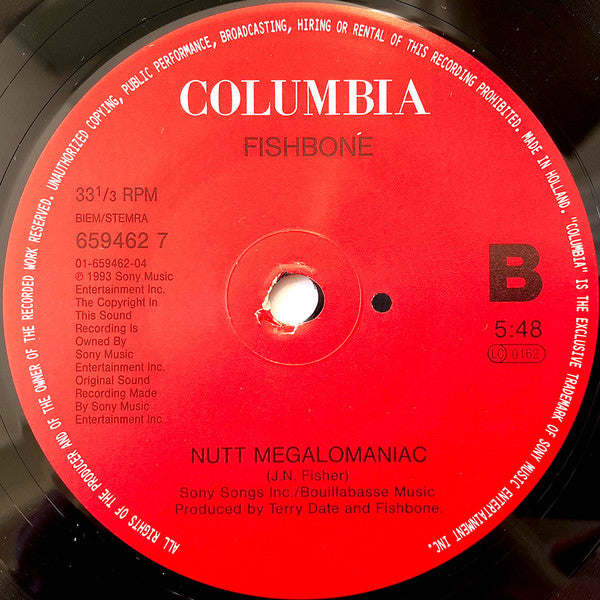 ALL RIGHTS OF THE PRODUCER AND OF THE OWNER OF THE RECORDED WORK RESERVED. UNAUTHORIZED COPYING, PUBLIC PERFORMANCE, BROADCASTING, HIRING OR RENTAL OF THIS RECORDING PROHIBITED. MADE IN HOLLAND. "COLUMBIA" IS THE EXCLUSIVE TRADEMARK OF SONY MUSIC ENTERTAINMENT INC.
COLUMBIA
FISHBONE
33 1/3 RPM
BIEM/STEMRA
659462 7
01-659462-04
℗ 1993 Sony Music
Entertainment Inc.
The Copyright In
This Sound
Recording Is
Owned By
Sony Music
Entertainment Inc.
Original Sound
Recording Made
By Sony Music
Entertainment Inc.
B
5:48
LC 0162
NUTT MEGALOMANIAC
(J.N. Fisher)
Sony Songs Inc./Bouillabasse Music
Produced by Terry Date and Fishbone.